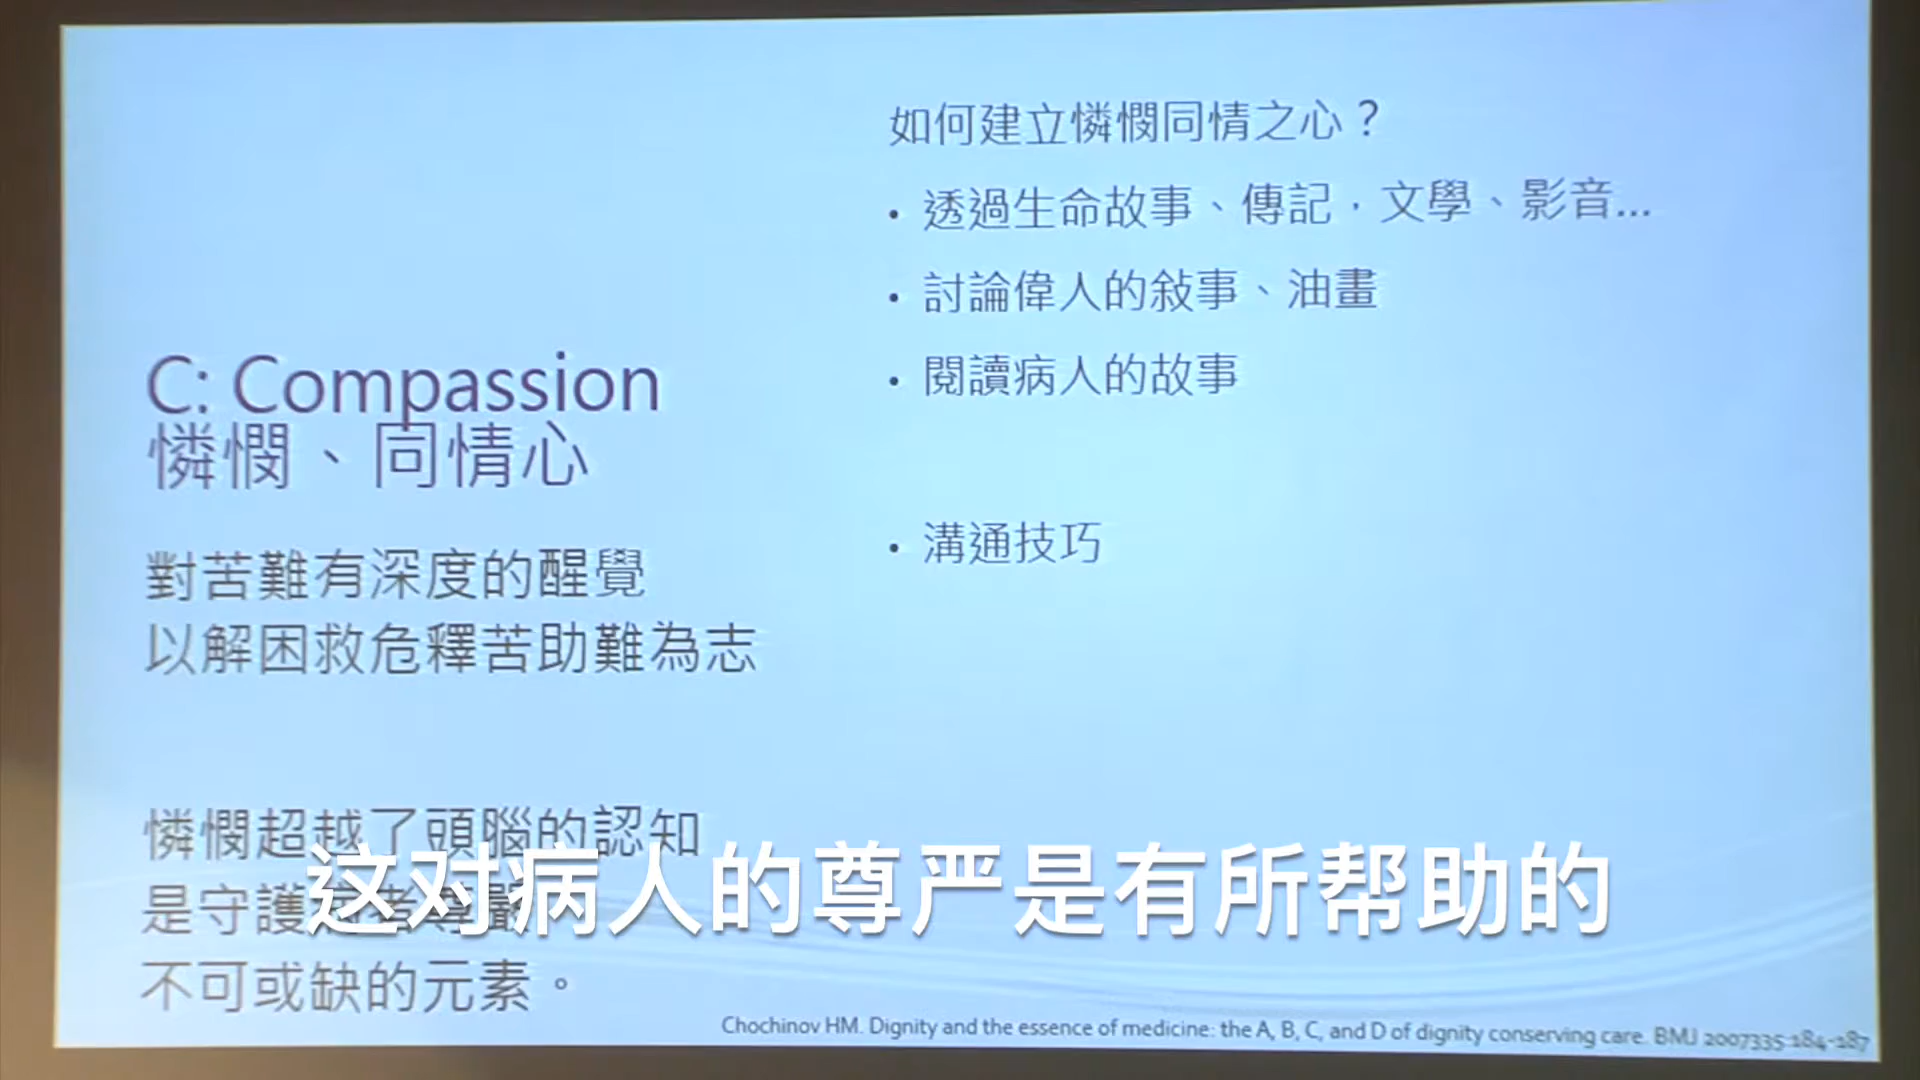 C: Compassion
憐憫、同情心
對苦難有深度的醒覺
以解困救危釋苦助難為志
憐憫超越了頭腦的認知
是守護
不可或缺的元素。
如何建立憐憫同情之心？
• 透過生命故事、傳記，文學、影音...
• 討論偉人的敍事、油畫
• 閱讀病人的故事
• 溝通技巧
这对病人的尊严是有所帮助的
Chochinov HM. Dignity and the essence of medicine: the A, B, C, and D of dignity conserving care. BMJ 2007335:184-187